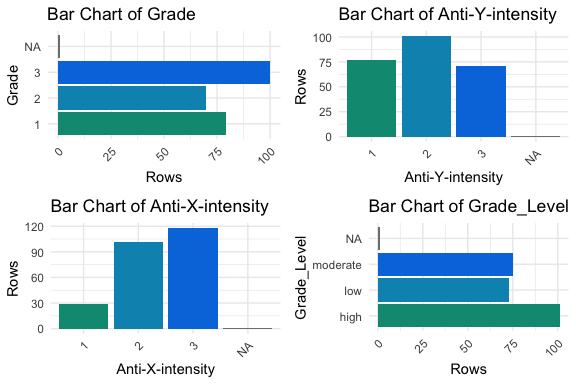 Bar Chart of Grade
Grade
NA
3
2
1
0
25
50
75
100
Rows
Bar Chart of Anti-Y-intensity
Rows
100
75
50
25
0
1
2
3
NA
Anti-Y-intensity
Bar Chart of Anti-X-intensity
Rows
120
90
60
30
0
1
2
3
NA
Anti-X-intensity
Bar Chart of Grade_Level
Grade_Level
NA
moderate
low
high
0
25
50
75
100
Rows